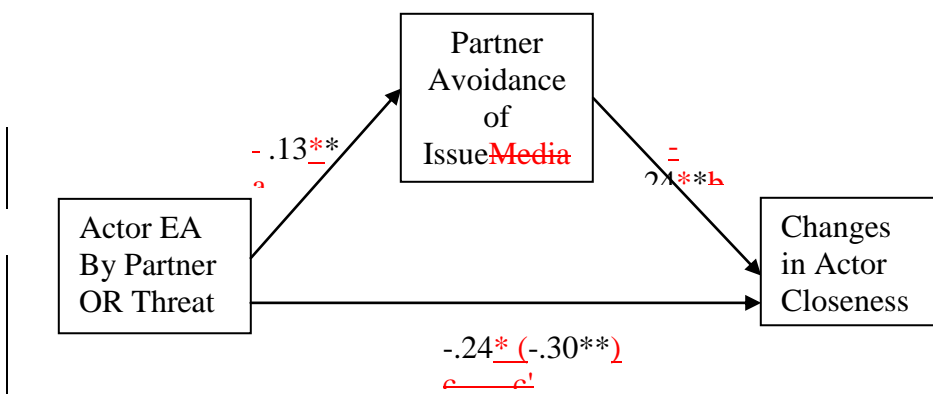 Partner
Avoidance
of
IssueMedia
- .13**
-
24**b
Actor EA
By Partner
OR Threat
Changes
in Actor
Closeness
-.24* (-.30**)
c c'